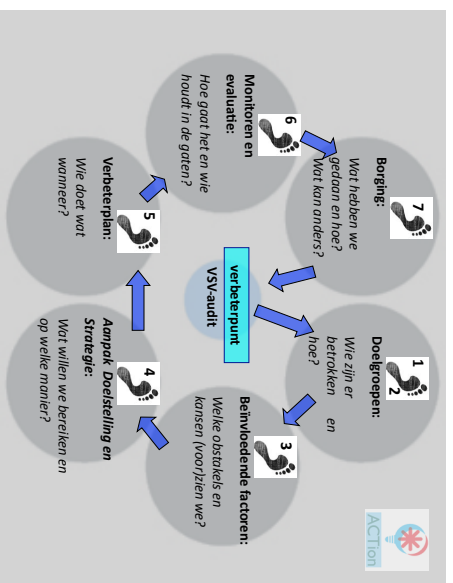 verbeterpunt
VSV-audit
1
2
Doelgroepen:
Wie zijn er
betrokken en
hoe?
3
Beïnvloedende factoren:
Welke obstakels en
kansen (voor)zien we?
4
Aanpak Doelstelling en
Strategie:
Wat willen we bereiken en
op welke manier?
5
Verbeterplan:
Wie doet wat
wanneer?
6
Monitoren en
evaluatie:
Hoe gaat het en wie
houdt in de gaten?
7
Borging:
Wat hebben we
gedaan en hoe?
Wat kan anders?
ACTion